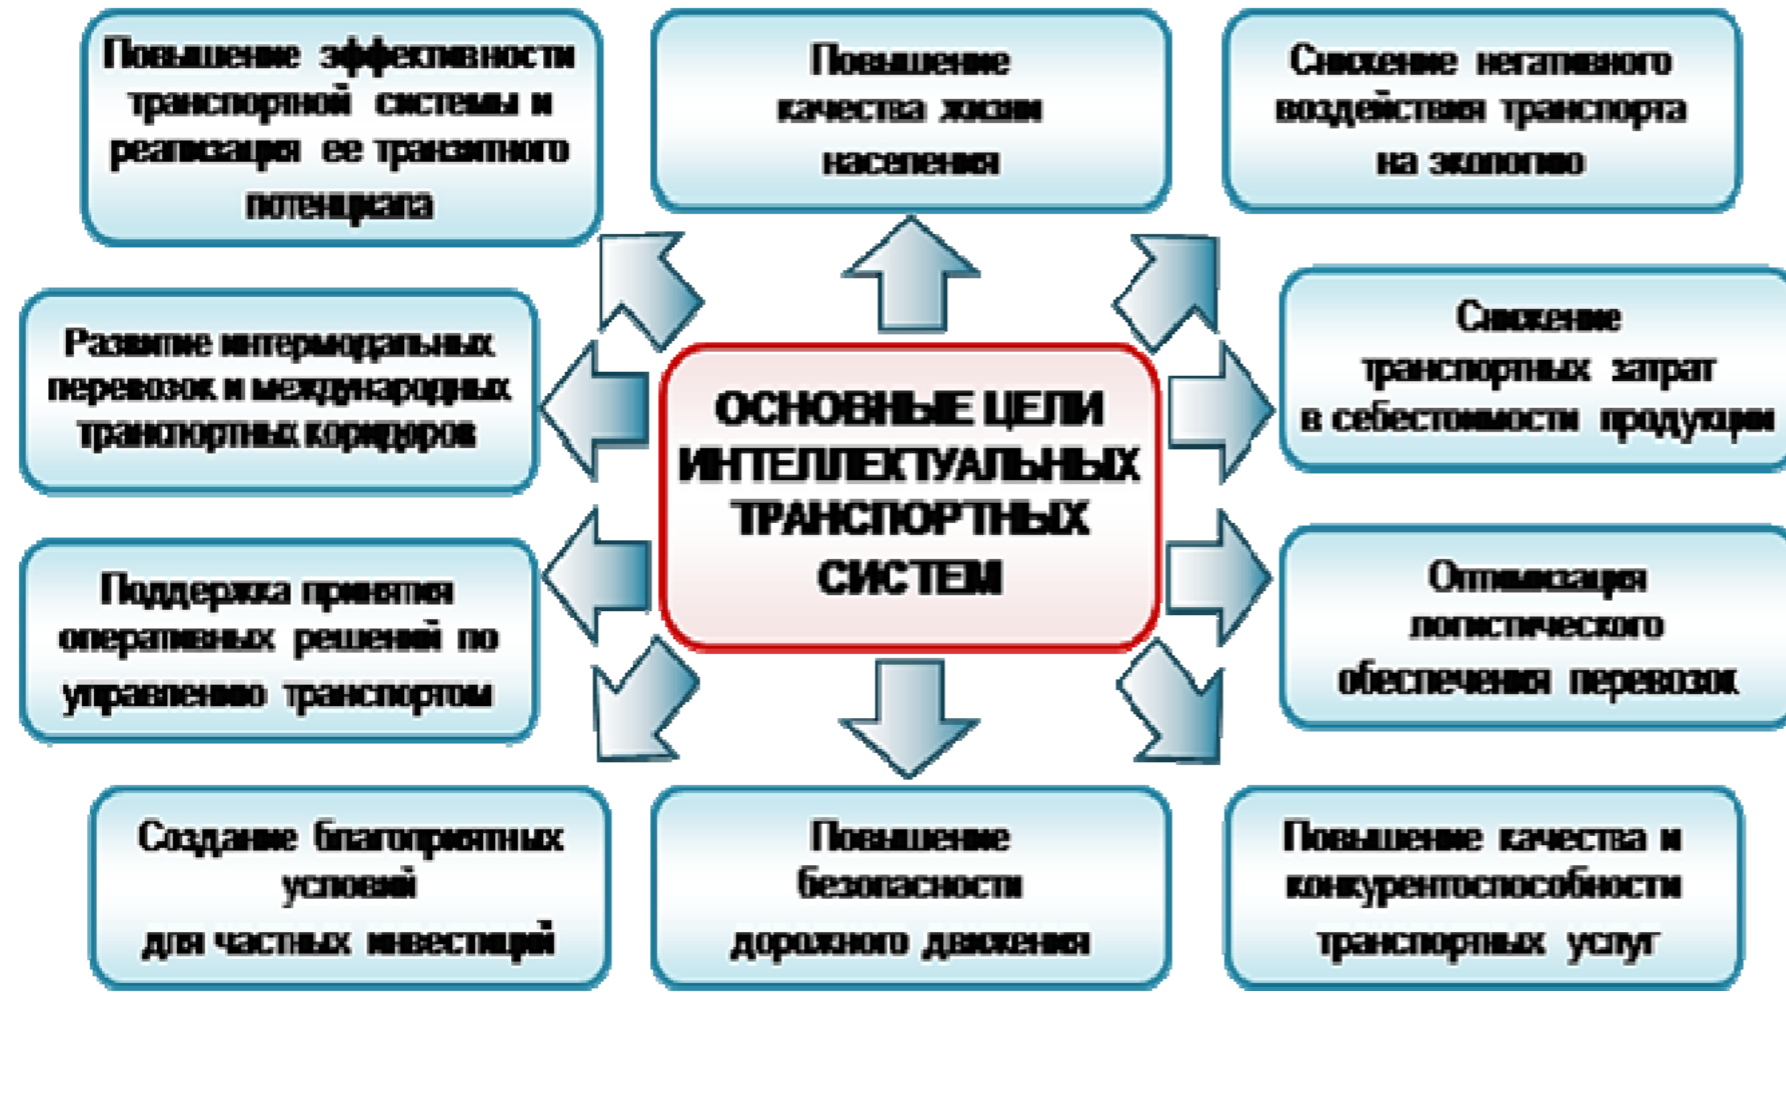 Повышение эффективности
транспортной системы и
реализация ее транзитного
потенциала
Повышение
качества жизни
населения
Снижение негативного
воздействия транспорта
на экологию
Развитие интермодальных
перевозок и международных
транспортных коридоров
ОСНОВНЫЕ ЦЕЛИ
ИНТЕЛЛЕКТУАЛЬНЫХ
ТРАНСПОРТНЫХ
СИСТЕМ
Снижение
транспортных затрат
в себестоимости продукции
Поддержка принятия
оперативных решений по
управлению транспортом
Оптимизация
логистического
обеспечения перевозок
Создание благоприятных
условий
для частных инвестиций
Повышение
безопасности
дорожного движения
Повышение качества и
конкурентоспособности
транспортных услуг